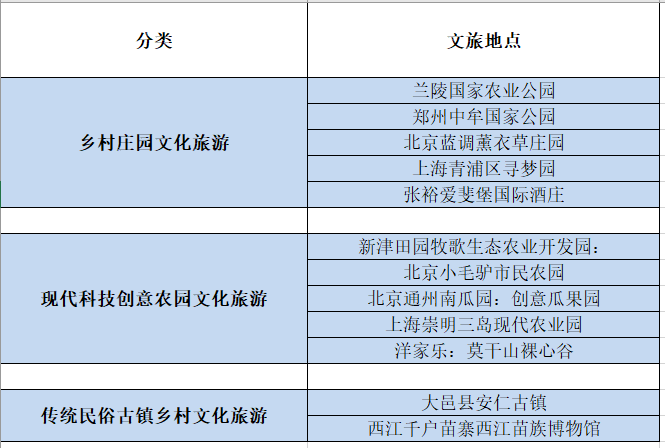 分类 文旅地点
乡村庄园文化旅游
兰陵国家农业公园
郑州中牟国家公园
北京蓝调薰衣草庄园
上海青浦区寻梦园
张裕爱斐堡国际酒庄
现代科技创意农园文化旅游
新津田园牧歌生态农业开发园：
北京小毛驴市民农园
北京通州南瓜园：创意瓜果园
上海崇明三岛现代农业园
洋家乐：莫干山裸心谷
传统民俗古镇乡村文化旅游
大邑县安仁古镇
西江千户苗寨西江苗族博物馆